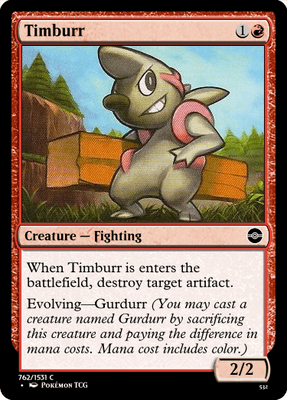 Timburr 1
Creature — Fighting
When Timburr is enters the
battlefield, destroy target artifact.
Evolving—Gurdurr (You may cast a
creature named Gurdurr by sacrificing
this creature and paying the difference in
mana costs. Mana cost includes color.)
2/2
762/1531 C
• Pokémon TCG